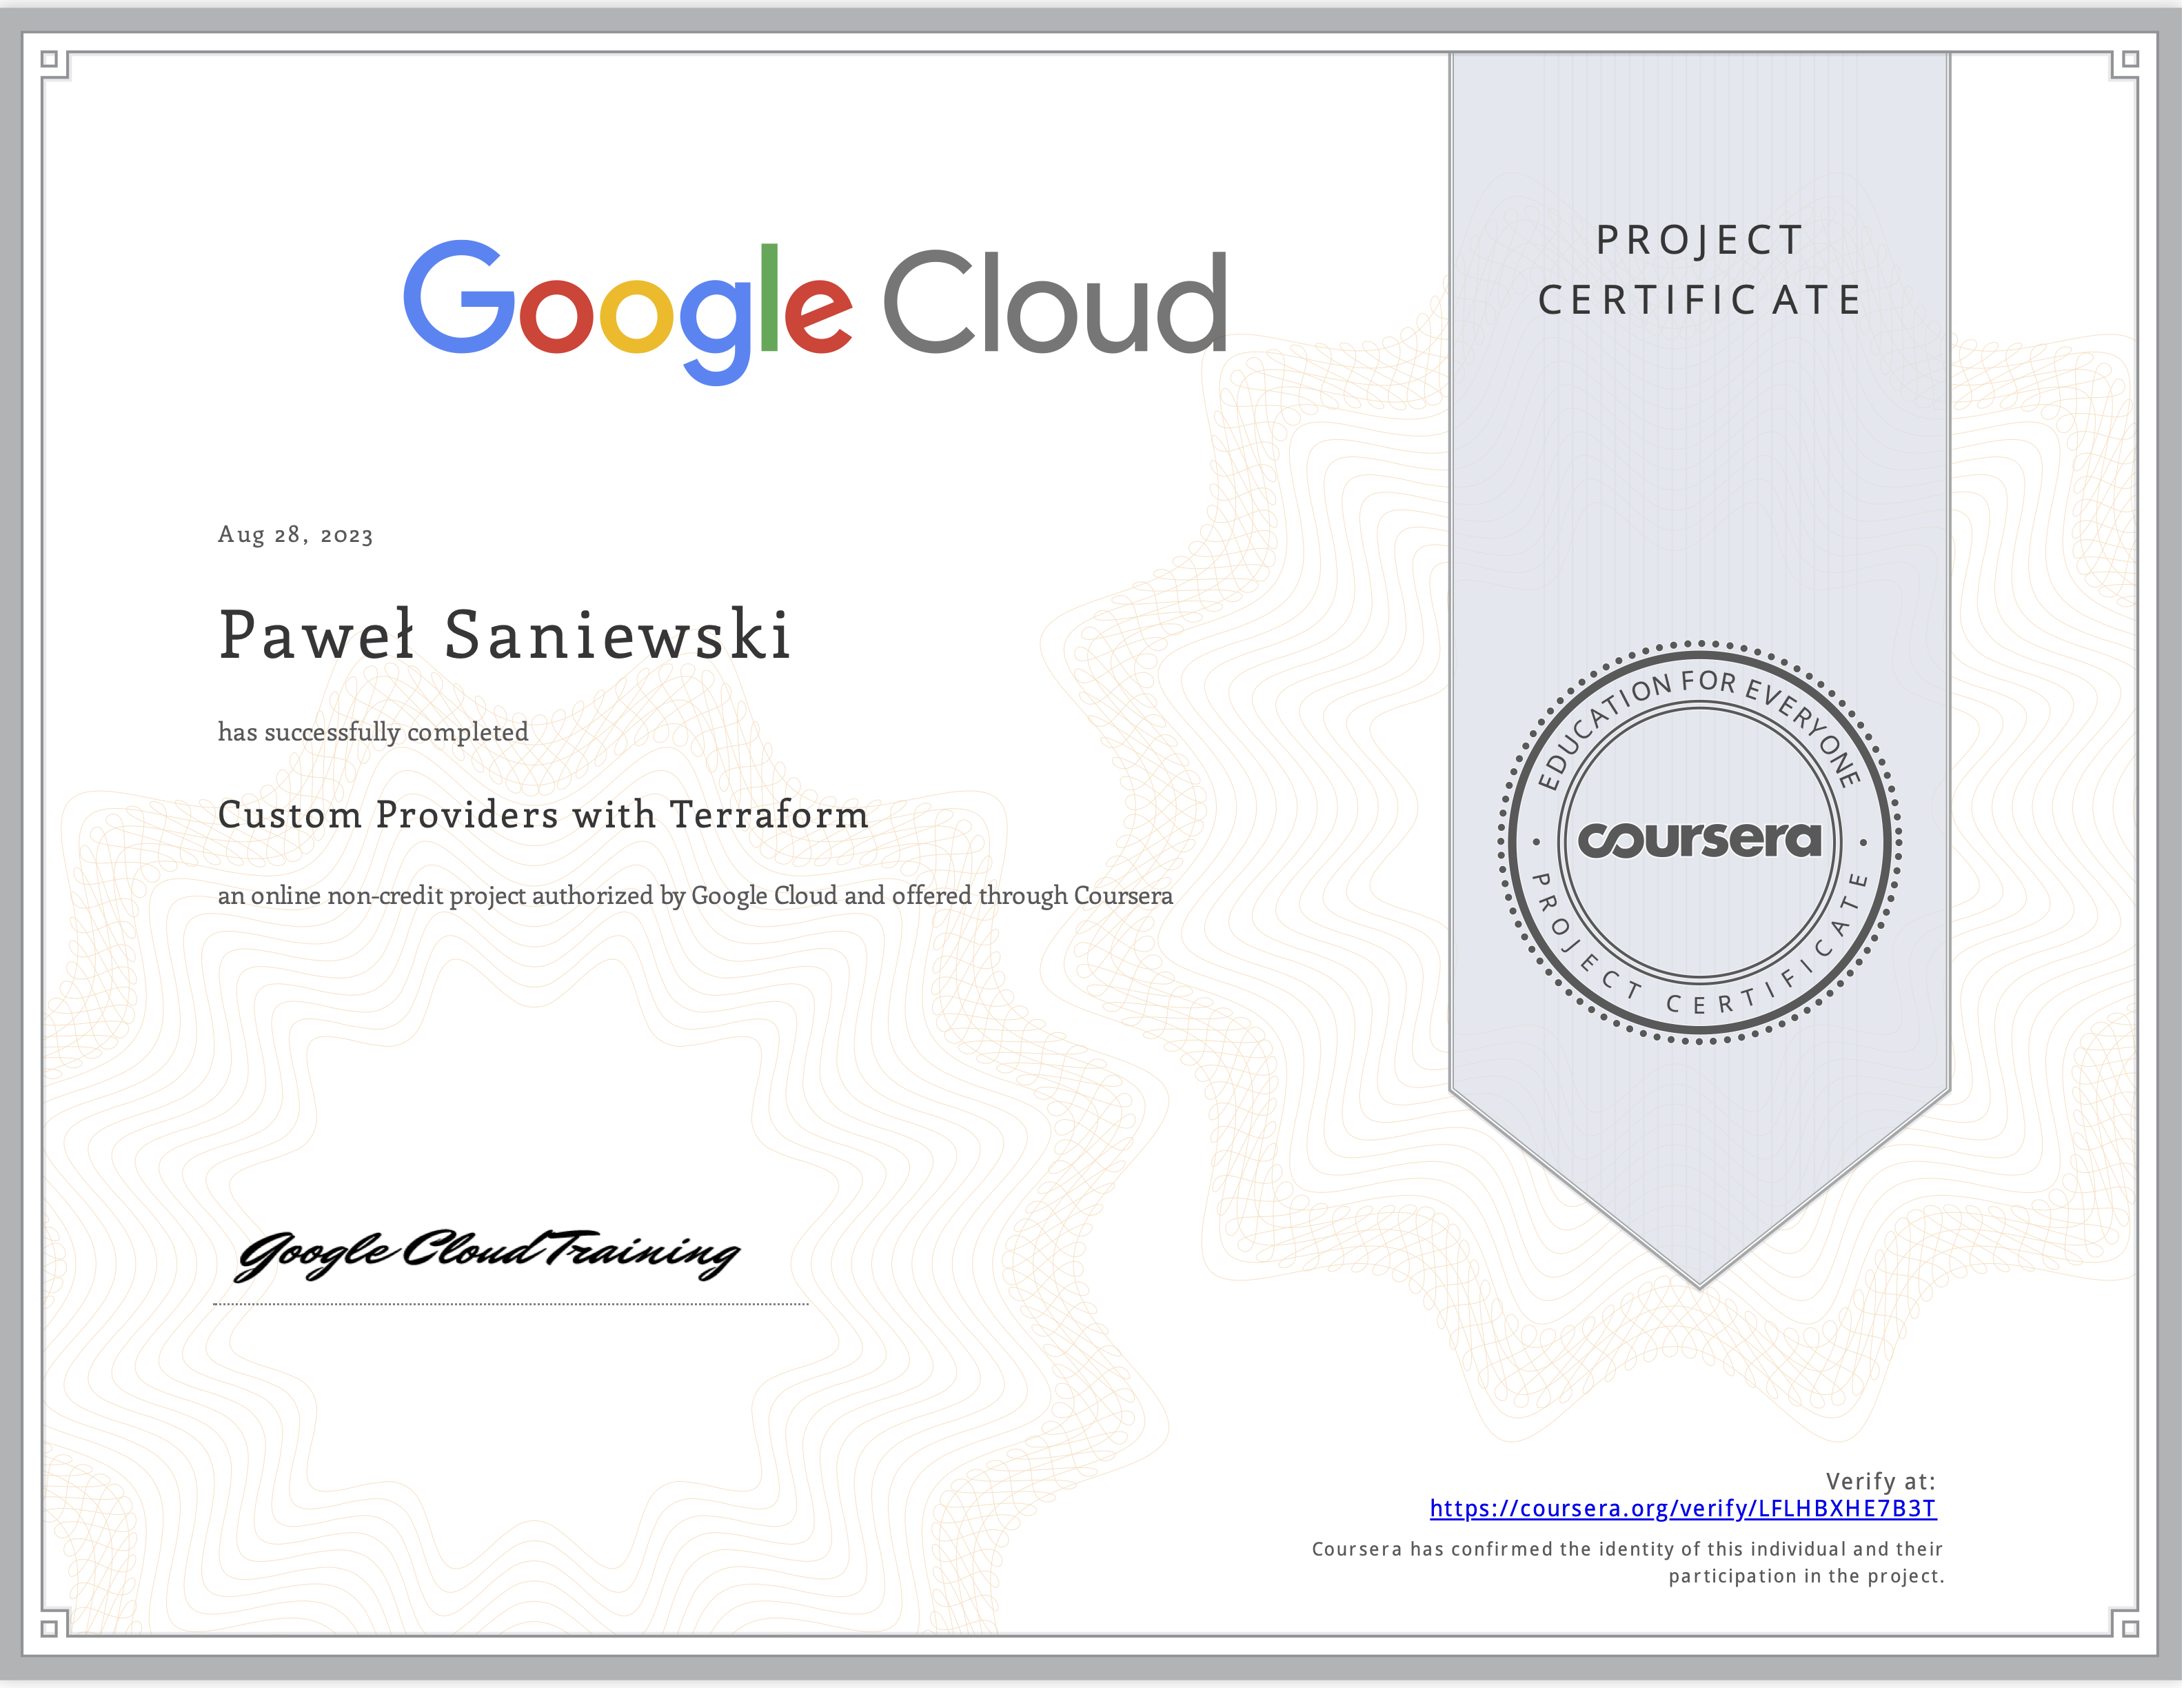 Google Cloud
PROJECT
CERTIFICATE
Aug 28, 2023
Paweł Saniewski
has successfully completed
Custom Providers with Terraform
an online non-credit project authorized by Google Cloud and offered through Coursera
EDUCATION FOR EVERYONE
coursera
PROJECT CERTIFICATE
Google Cloud Training
Verify at:
https://coursera.org/verify/LFLHBXHE7B3T
Coursera has confirmed the identity of this individual and their
participation in the project.